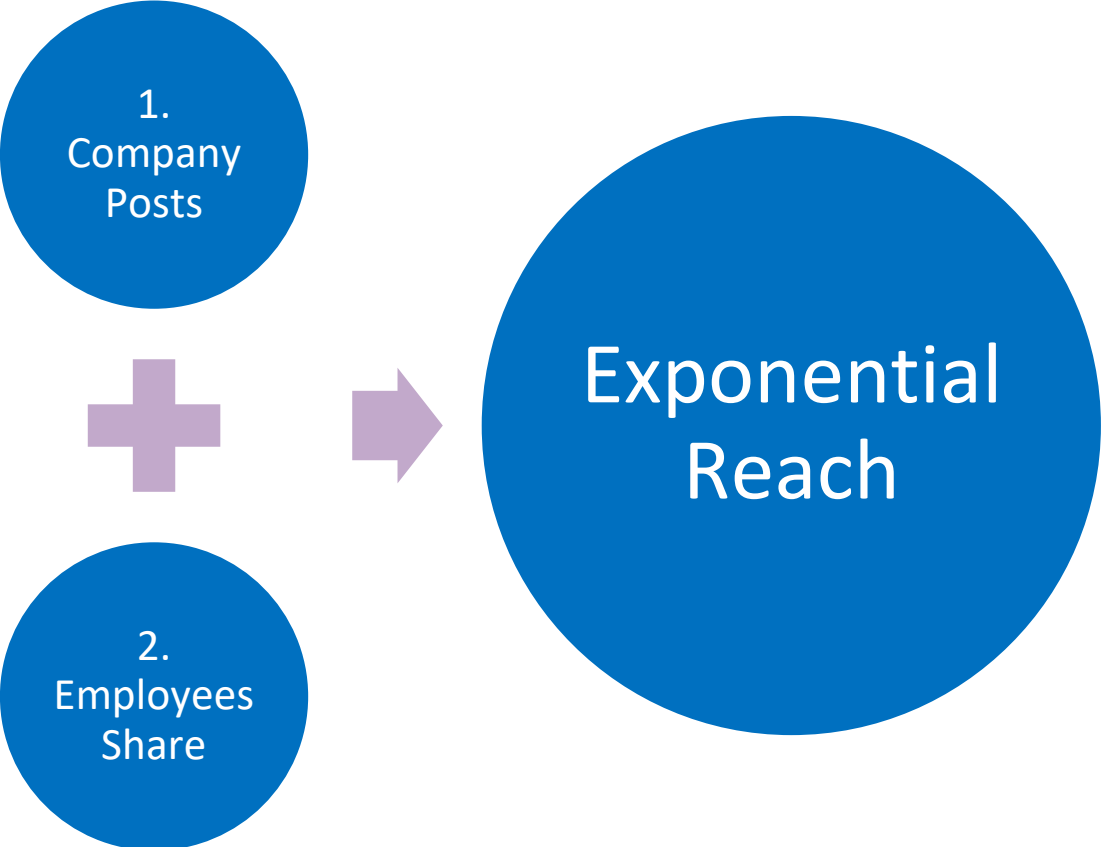 1.
Company
Posts
2.
Employees
Share
Exponential
Reach